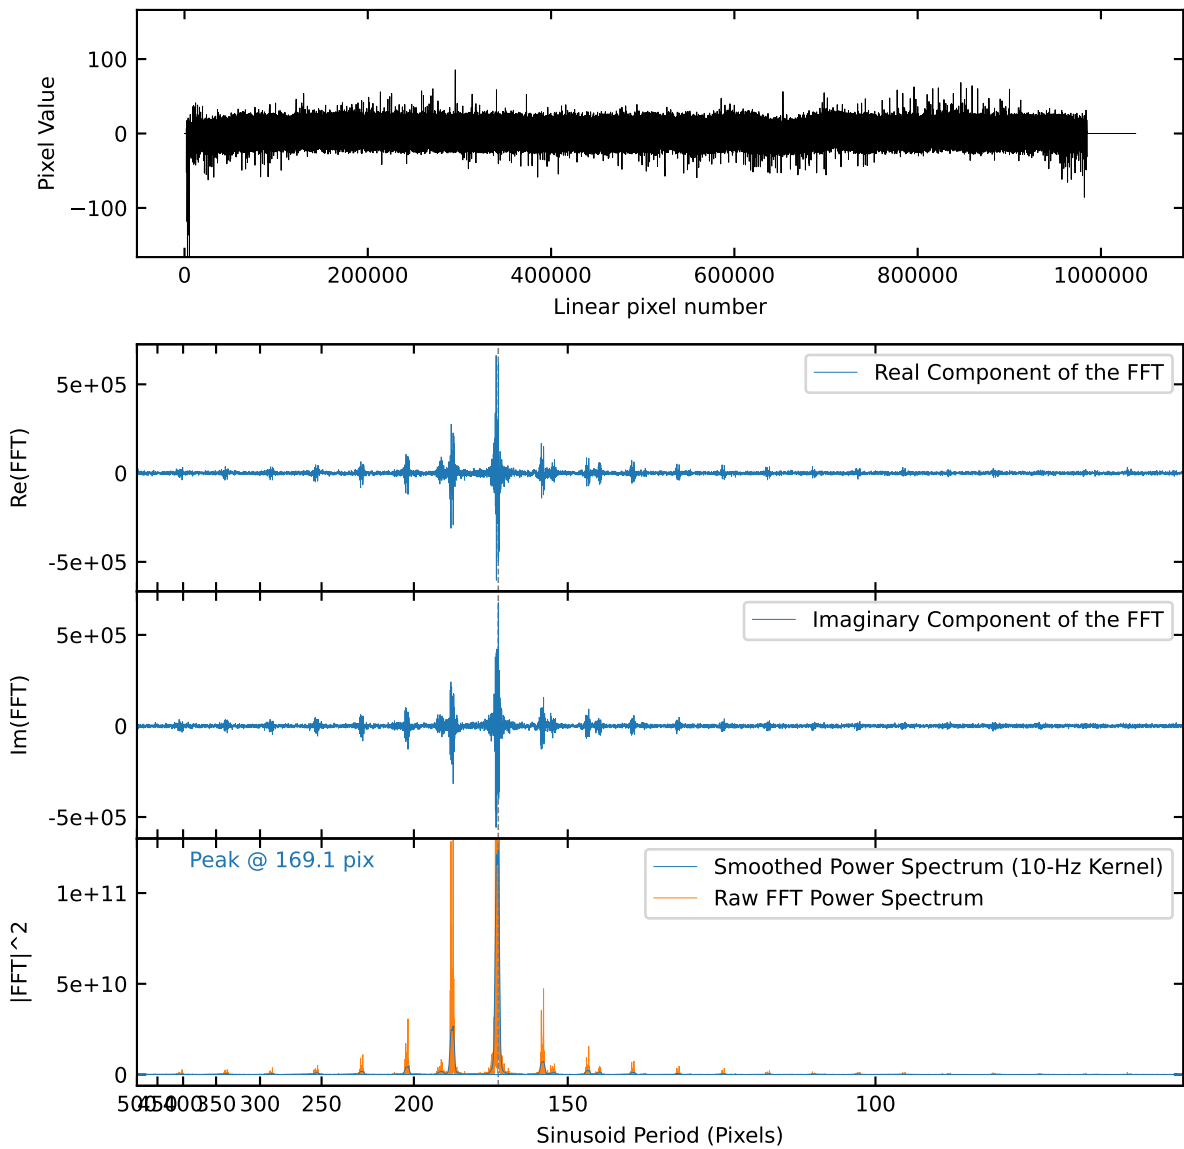 100
0
−100
Pixel Value
0 200000 400000 600000 800000 1000000
Linear pixel number
5e+05
0
-5e+05
Re(FFT)
Real Component of the FFT
5e+05
0
-5e+05
Im(FFT)
Imaginary Component of the FFT
Peak @ 169.1 pix
1e+11
5e+10
0
|FFT|^2
Smoothed Power Spectrum (10-Hz Kernel)
Raw FFT Power Spectrum
500 450 400 350 300 250 200 150 100
Sinusoid Period (Pixels)